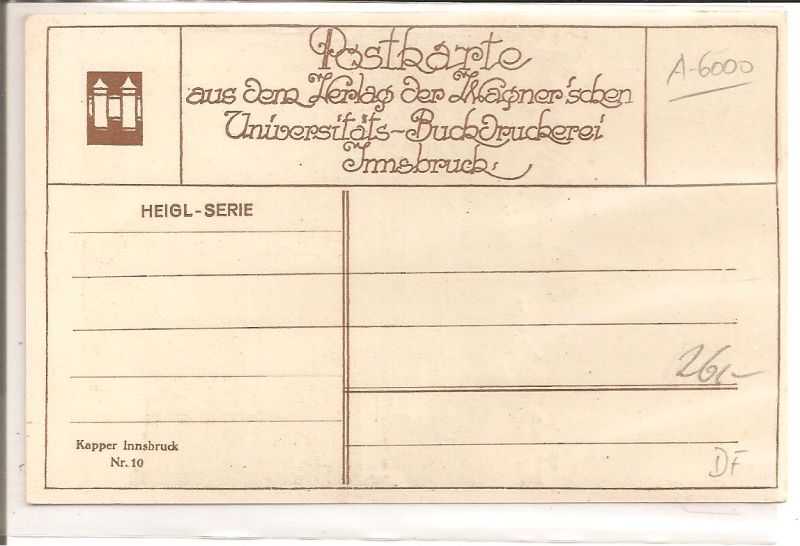 Postkarte
aus dem Verlag der Wagner'schen
Universitäts-Buchdruckerei
Innsbruck.
A-6000
HEIGL-SERIE
26,-
Kapper Innsbruck
Nr. 10
DF